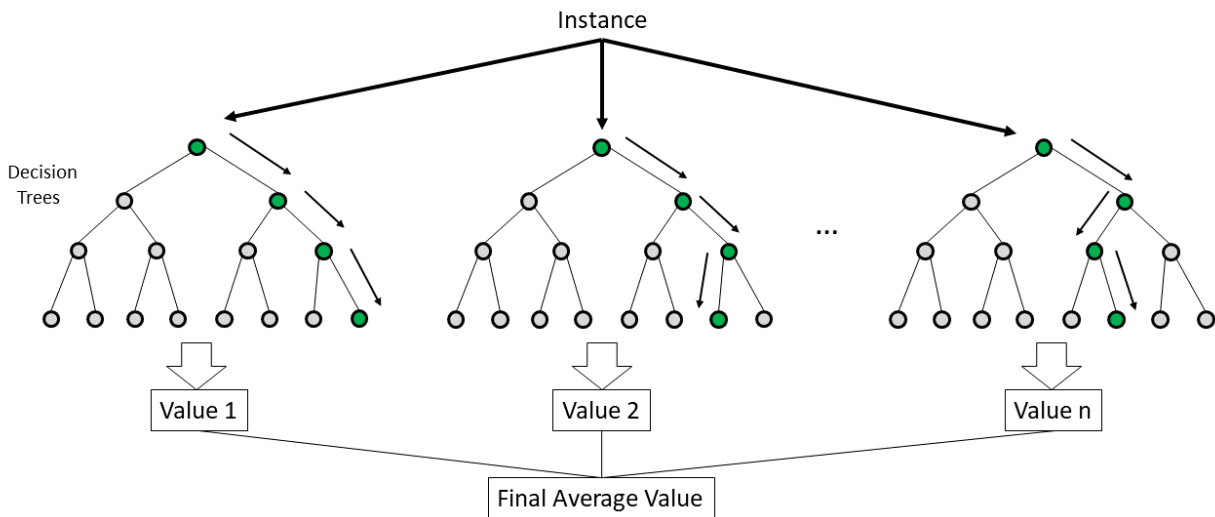 Instance
Decision
Trees
...
Value 1
Value 2
Value n
Final Average Value